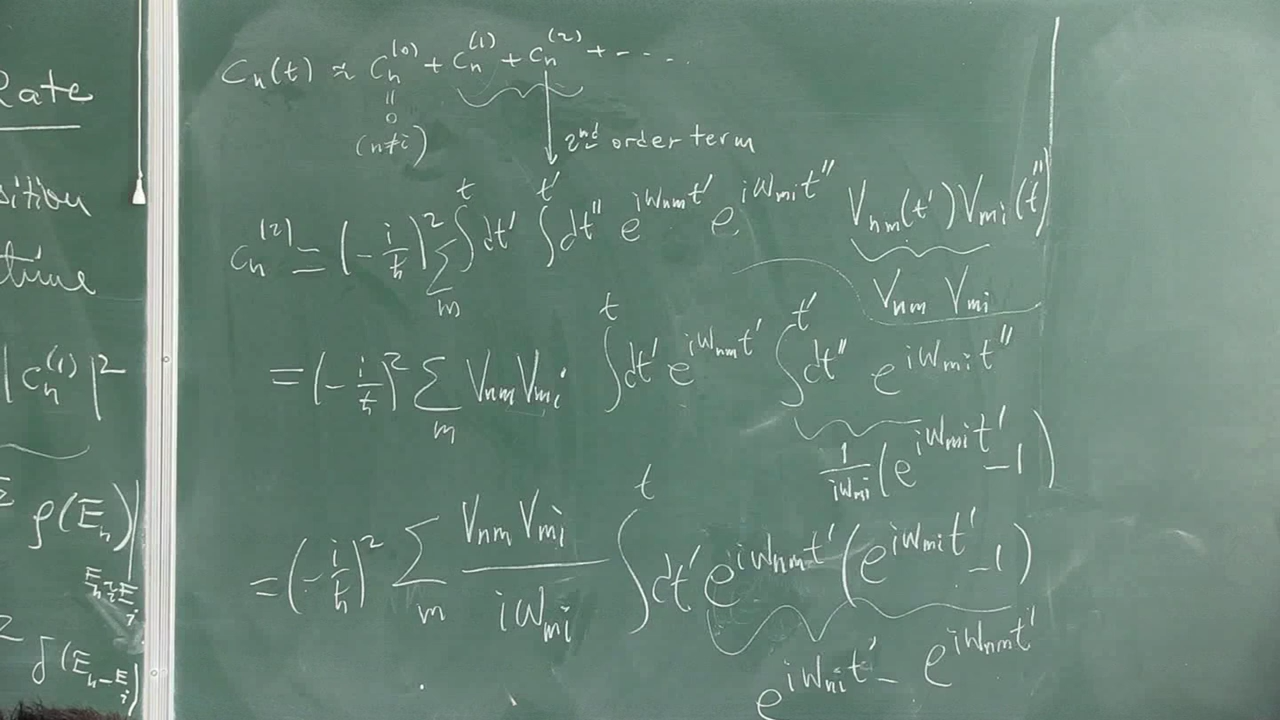 Rate
sition
time
|c_n^(1)|^2
ρ(E_n)|
E_n≈E_i
δ(E_n-E_i)
C_n(t) ≈ C_n^(0) + C_n^(1) + C_n^(2) + ....
||
0
(n≠i)
2nd order term
C_n^(2) = (-i/ħ)^2 Σ_m ∫^t dt' ∫^t' dt'' e^{iω_nm t'} e^{iω_mi t''} V_nm(t')V_mi(t'')
V_nm V_mi
= (-i/ħ)^2 Σ_m V_nm V_mi ∫^t dt' e^{iω_nm t'} ∫^t' dt'' e^{iω_mi t''}
1/(iω_mi) (e^{iω_mi t'} -1)
= (-i/ħ)^2 Σ_m V_nm V_mi/(iω_mi) ∫^t dt' e^{iω_nm t'} (e^{iω_mi t'} -1)
e^{iω_ni t'} - e^{iω_nm t'}